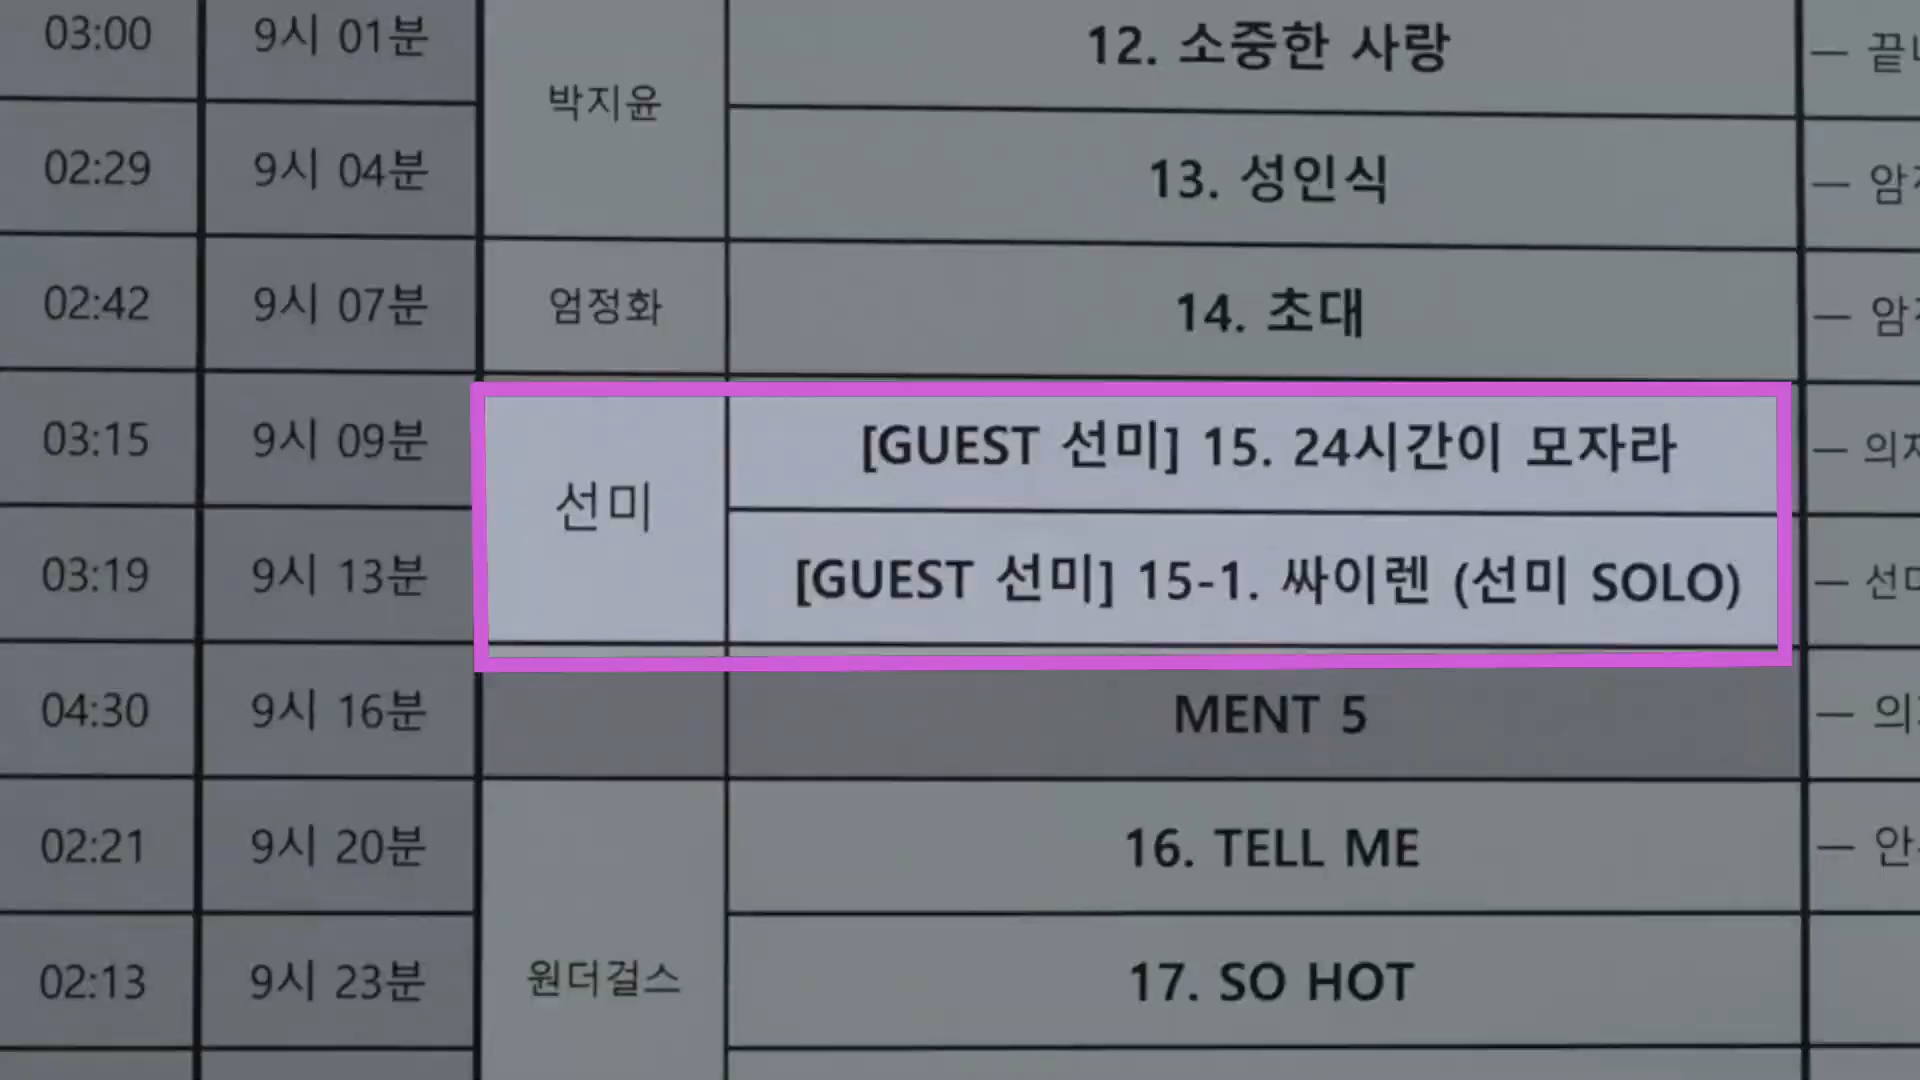 03:00 9시 01분 박지윤 12. 소중한 사랑 —
02:29 9시 04분 13. 성인식 —
02:42 9시 07분 엄정화 14. 초대 —
03:15 9시 09분 선미 [GUEST 선미] 15. 24시간이 모자라 —
03:19 9시 13분 [GUEST 선미] 15-1. 싸이렌 (선미 SOLO) —
04:30 9시 16분 MENT 5 —
02:21 9시 20분 원더걸스 16. TELL ME —
02:13 9시 23분 17. SO HOT